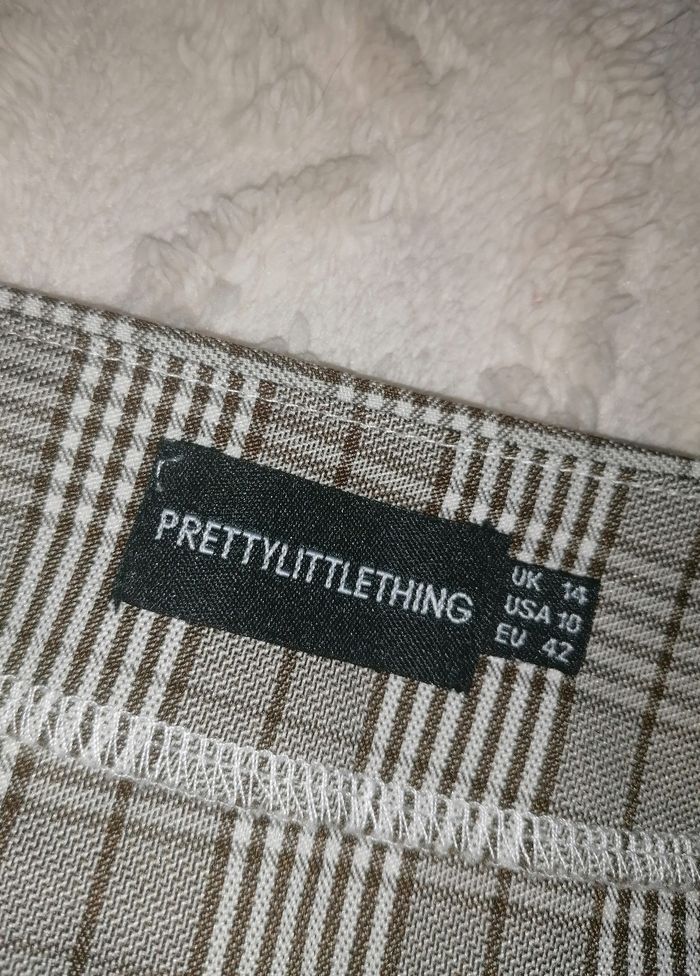 PRETTYLITTLETHING
UK 14
USA 10
EU 42